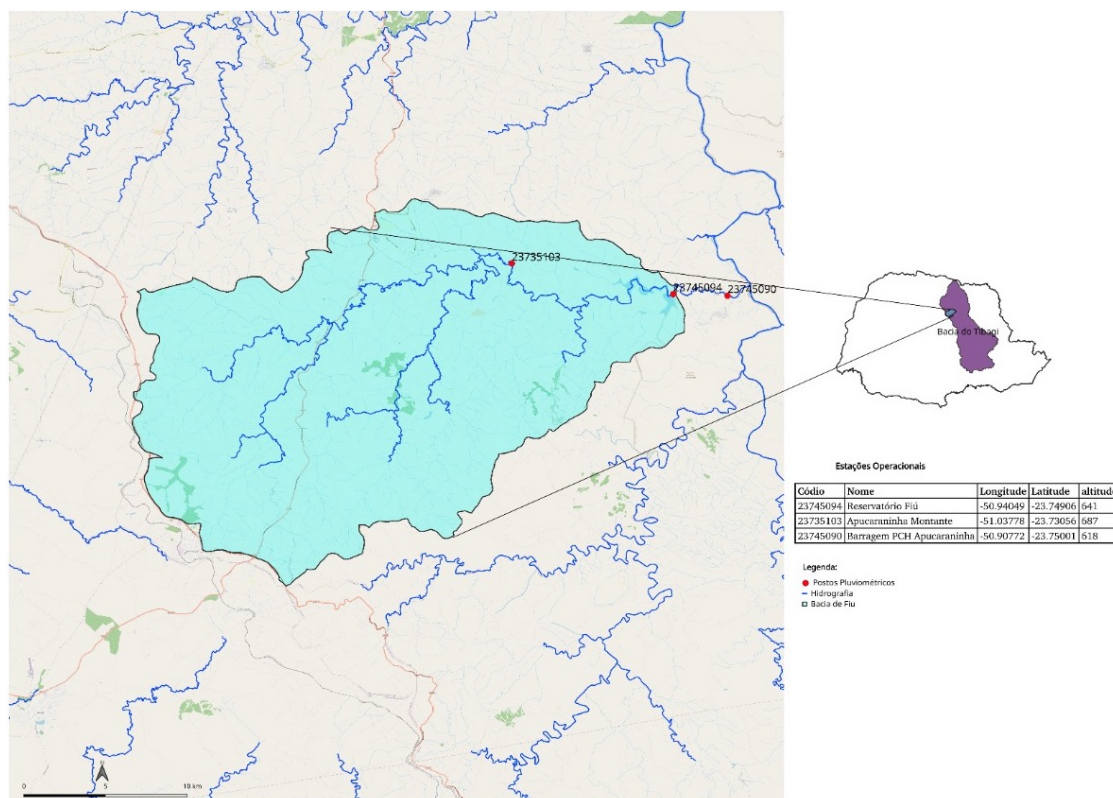 23735103
23745094
23745090
Bacia do Tibagi
Estações Operacionais
Códio Nome Longitude Latitude altitude
23745094 Reservatório Fiú -50.94049 -23.74906 641
23735103 Apucaraninha Montante -51.03778 -23.73056 687
23745090 Barragem PCH Apucaraninha -50.90772 -23.75001 618
Legenda:
Postos Pluviométricos
Hidrografia
Bacia de Fiu
0 5 10 km